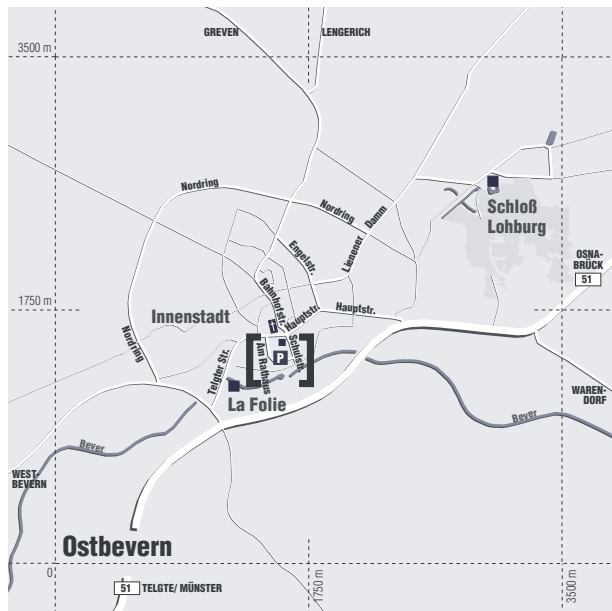 GREVEN
LENGERICH
3500 m
Nordring
Nordring
Lienener Damm
Schloß
Lohburg
Engelstr.
OSNA-
BRÜCK
51
Bahnhofstr.
1750 m
Innenstadt
Hauptstr.
Hauptstr.
Nordring
Schulstr.
Am Rathaus
P
Telgter Str.
La Folie
WAREN-
DORF
Bever
Bever
WEST-
BEVERN
Ostbevern
0
1750 m
3500 m
51 TELGTE/ MÜNSTER